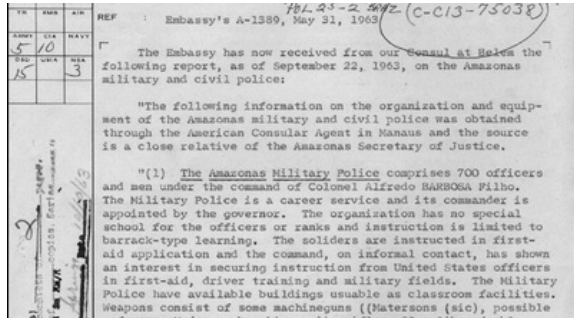 TR XMB AIR
ARMY CIA NAVY
5 10
OSD USIA NSA
15 3
POL 23-2 BRAZ
(C-C13-75038)
REF : Embassy's A-1389, May 31, 1963
The Embassy has now received from our Consul at Belem the
following report, as of September 22, 1963, on the Amazonas
military and civil police:
"The following information on the organization and equip-
ment of the Amazonas military and civil police was obtained
through the American Consular Agent in Manaus and the source
is a close relative of the Amazonas Secretary of Justice.
"(1) The Amazonas Military Police comprises 700 officers
and men under the command of Colonel Alfredo BARBOSA Filho.
The Military Police is a career service and its commander is
appointed by the governor. The organization has no special
school for the officers or ranks and instruction is limited to
barrack-type learning. The soliders are instructed in first-
aid application and the command, on informal contact, has shown
an interest in securing instruction from United States officers
in first-aid, driver training and military fields. The Military
Police have available buildings usuable as classroom facilities.
Weapons consist of some machineguns ((Matersons (sic), possible
copies, Series